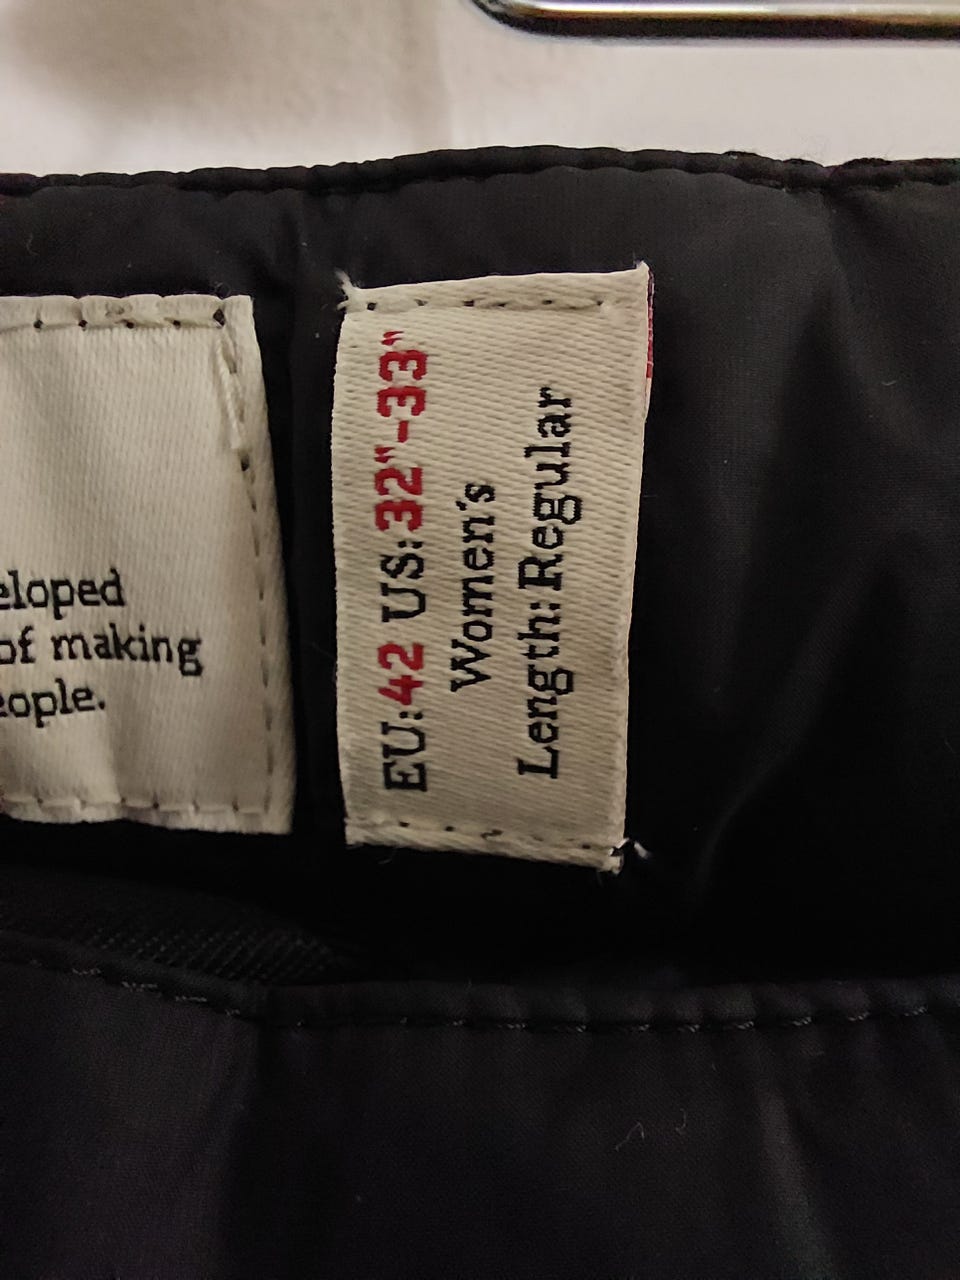 eloped
of making
eople.
EU:42 US:32"-33"
Women's
Length:Regular